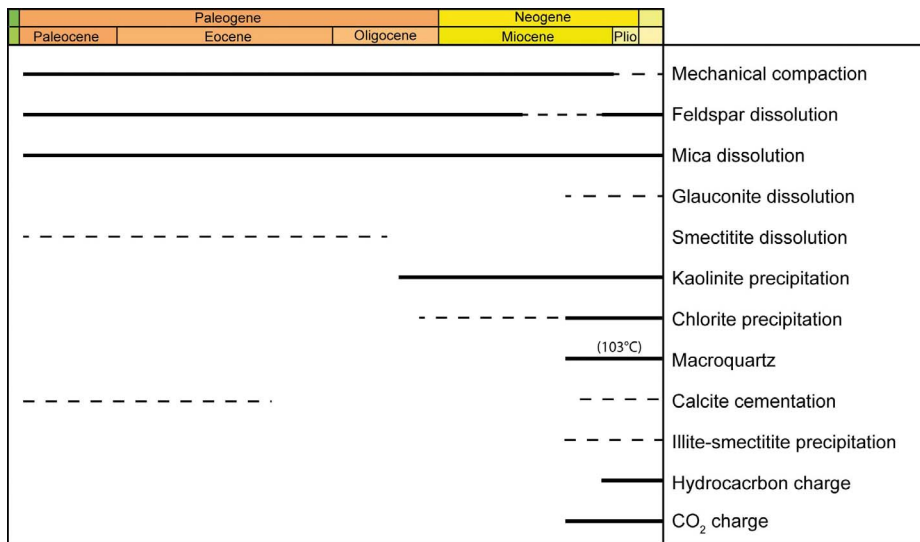 Paleogene Neogene
Paleocene Eocene Oligocene Miocene Plio
Mechanical compaction
Feldspar dissolution
Mica dissolution
Glauconite dissolution
Smectitite dissolution
Kaolinite precipitation
Chlorite precipitation
(103°C) Macroquartz
Calcite cementation
Illite-smectitite precipitation
Hydrocacrbon charge
CO₂ charge